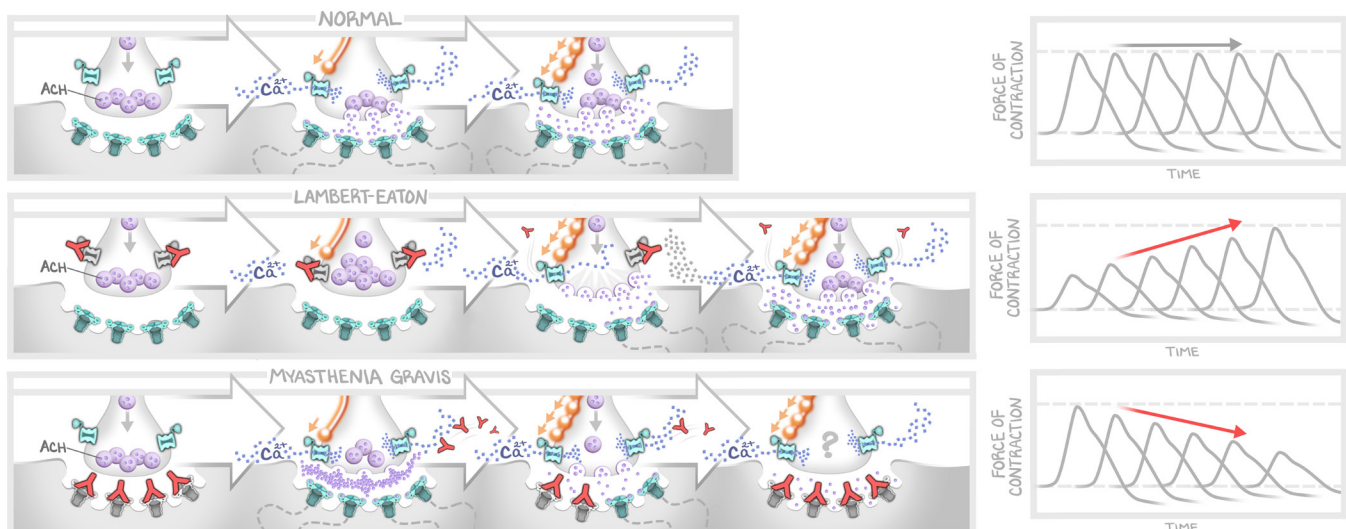 NORMAL
ACH
Ca²⁺
Ca²⁺
FORCE OF
CONTRACTION
TIME
LAMBERT-EATON
ACH
Ca²⁺
Ca²⁺
FORCE OF
CONTRACTION
TIME
MYASTHENIA GRAVIS
ACH
Ca²⁺
Ca²⁺
Ca²⁺
?
FORCE OF
CONTRACTION
TIME